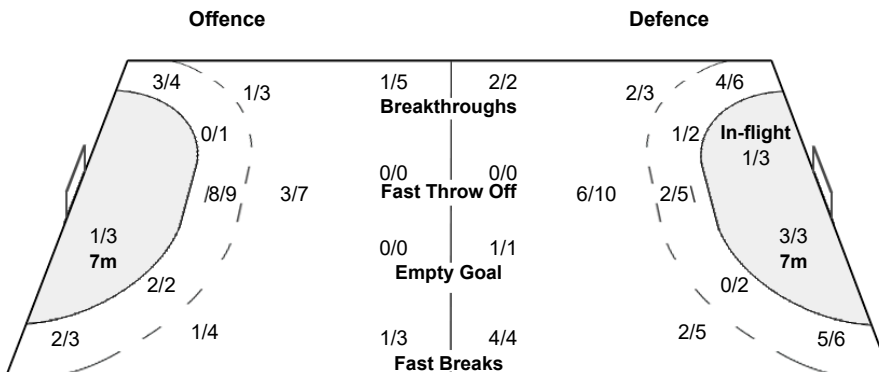 Offence Defence
3/4 1/5 2/2 4/6
1/3 2/3
Breakthroughs
0/1 1/2 In-flight
1/3
0/0 0/0
8/9 3/7 Fast Throw Off 6/10 2/5
1/3 0/0 1/1 3/3
7m 7m
Empty Goal
2/2 0/2
2/3 1/4 1/3 4/4 2/5 5/6
Fast Breaks